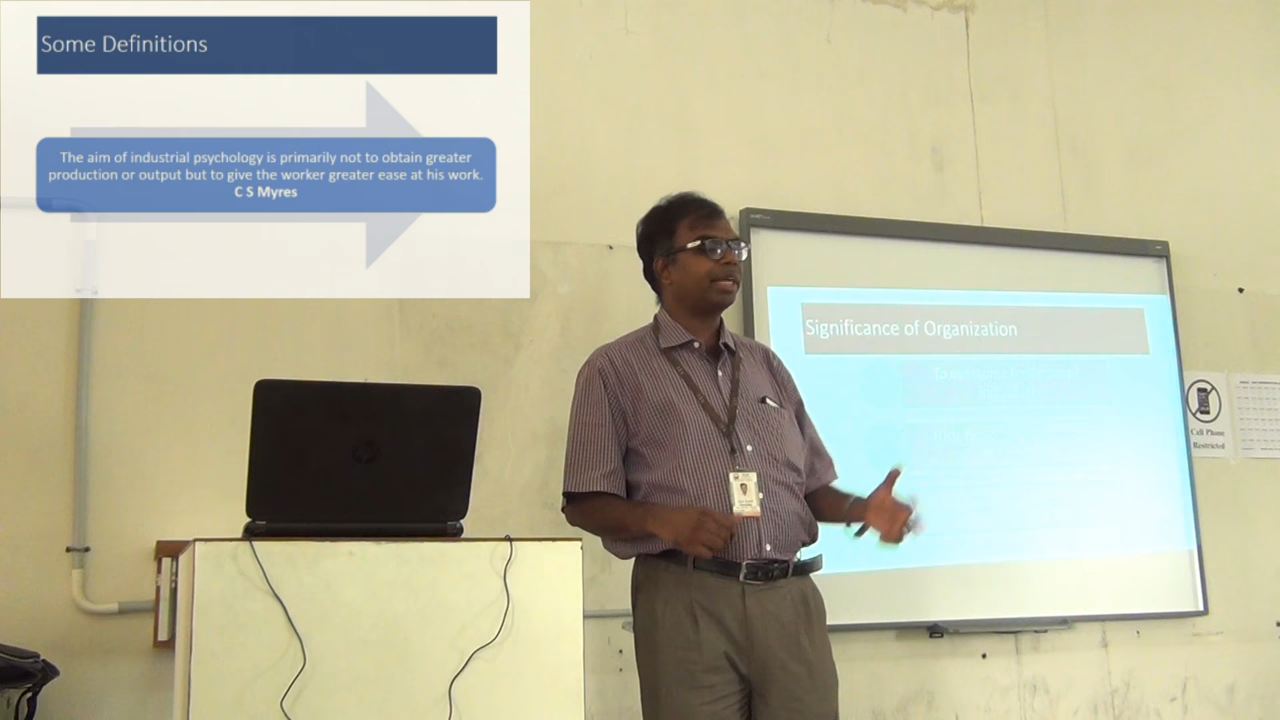 Some Definitions
The aim of industrial psychology is primarily not to obtain greater
production or output but to give the worker greater ease at his work.
C S Myres
Significance of Organization
Cell Phone
Restricted